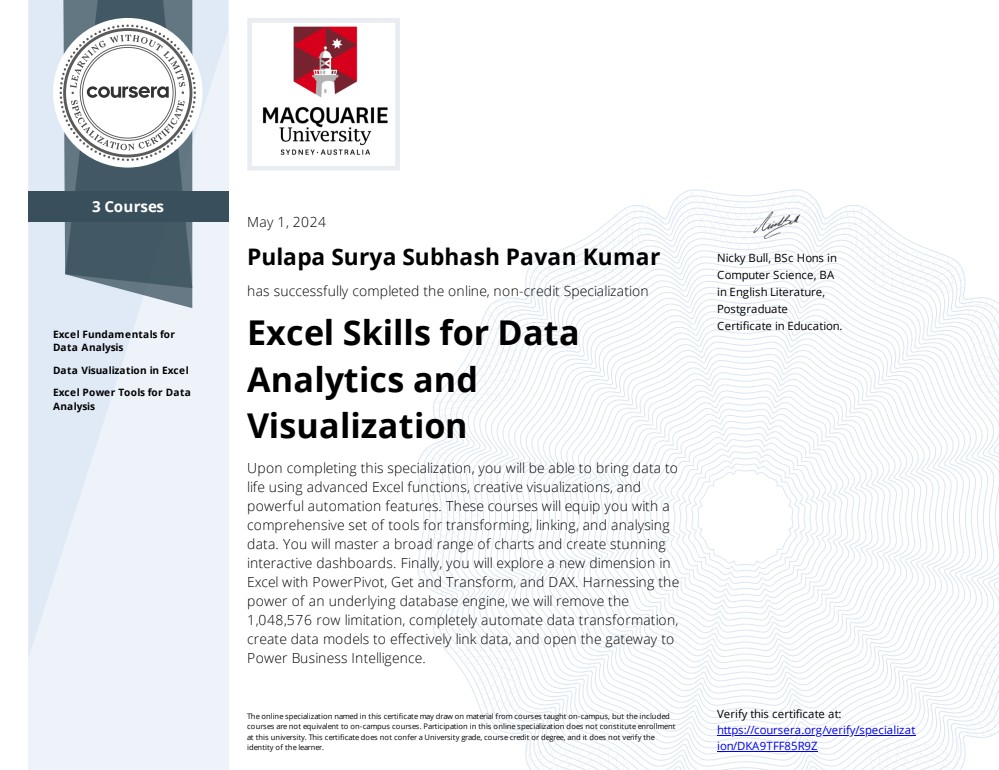 LEARNING WITHOUT LIMITS
coursera
SPECIALIZATION CERTIFICATE
3 Courses
Excel Fundamentals for
Data Analysis
Data Visualization in Excel
Excel Power Tools for Data
Analysis
MACQUARIE
University
SYDNEY·AUSTRALIA
May 1, 2024
Pulapa Surya Subhash Pavan Kumar
has successfully completed the online, non-credit Specialization
Excel Skills for Data
Analytics and
Visualization
Upon completing this specialization, you will be able to bring data to
life using advanced Excel functions, creative visualizations, and
powerful automation features. These courses will equip you with a
comprehensive set of tools for transforming, linking, and analysing
data. You will master a broad range of charts and create stunning
interactive dashboards. Finally, you will explore a new dimension in
Excel with PowerPivot, Get and Transform, and DAX. Harnessing the
power of an underlying database engine, we will remove the
1,048,576 row limitation, completely automate data transformation,
create data models to effectively link data, and open the gateway to
Power Business Intelligence.
Nicky Bull, BSc Hons in
Computer Science, BA
in English Literature,
Postgraduate
Certificate in Education.
The online specialization named in this certificate may draw on material from courses taught on-campus, but the included
courses are not equivalent to on-campus courses. Participation in this online specialization does not constitute enrollment
at this university. This certificate does not confer a University grade, course credit or degree, and it does not verify the
identity of the learner.
Verify this certificate at:
https://coursera.org/verify/specializat
ion/DKA9TFF85R9Z